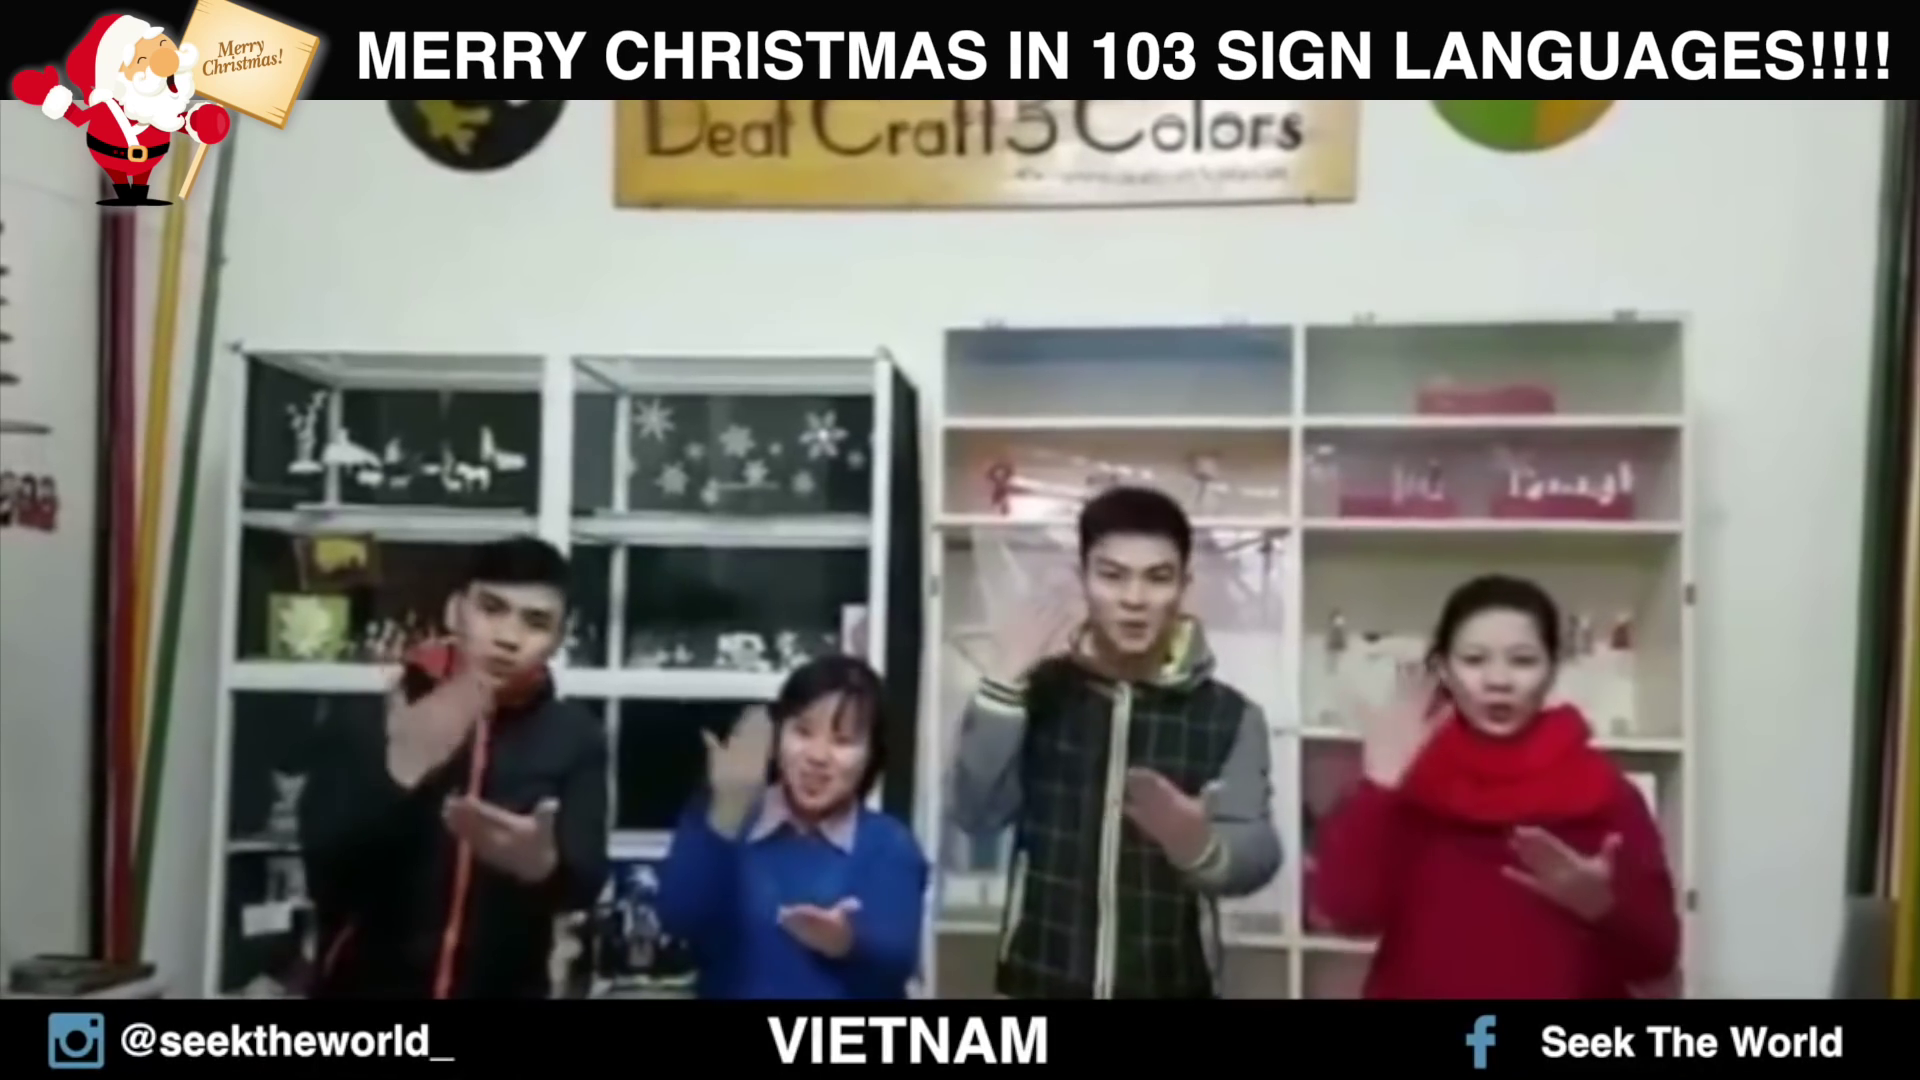 Merry
Christmas!
MERRY CHRISTMAS IN 103 SIGN LANGUAGES!!!!
Deaf Craft 5 Colors
@seektheworld_
VIETNAM
Seek The World